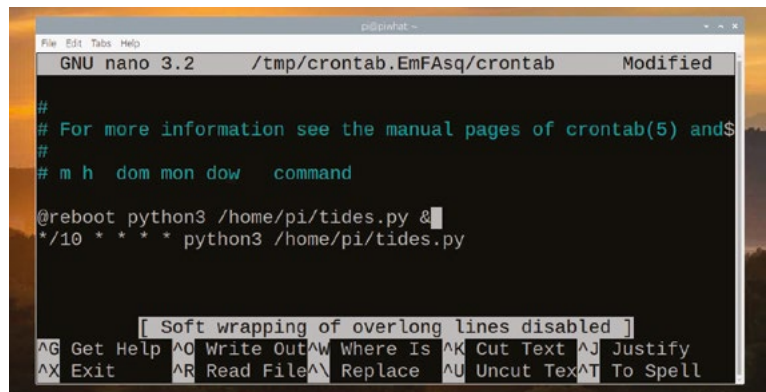 pi@piwhat: ~
File Edit Tabs Help
GNU nano 3.2 /tmp/crontab.EmFAsq/crontab Modified
#
# For more information see the manual pages of crontab(5) and$
#
# m h dom mon dow command
@reboot python3 /home/pi/tides.py &
*/10 * * * * python3 /home/pi/tides.py
[ Soft wrapping of overlong lines disabled ]
^G Get Help ^O Write Out ^W Where Is ^K Cut Text ^J Justify
^X Exit ^R Read File ^\ Replace ^U Uncut Tex ^T To Spell